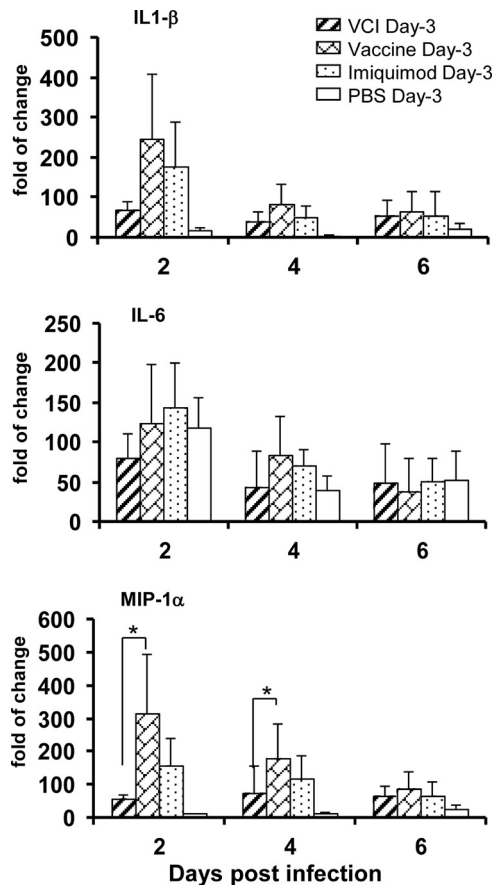 IL1-β
VCI Day-3
Vaccine Day-3
Imiquimod Day-3
PBS Day-3
fold of change
500
400
300
200
100
0
2 4 6
IL-6
fold of change
250
200
150
100
50
0
2 4 6
MIP-1α
fold of change
600
500
400
300
200
100
0
*
*
2 4 6
Days post infection